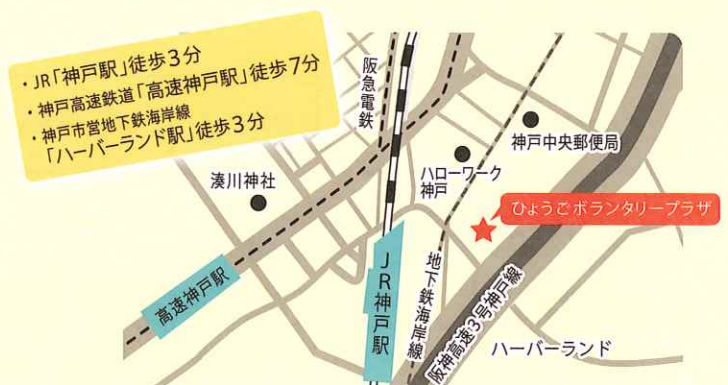 ・JR「神戸駅」徒歩3分
・神戸高速鉄道「高速神戸駅」徒歩7分
・神戸市営地下鉄海岸線
「ハーバーランド駅」徒歩3分
阪急電鉄
神戸中央郵便局
ハローワーク
神戸
湊川神社
ひょうごボランタリープラザ
JR神戸駅
高速神戸駅
地下鉄海岸線
阪神高速3号神戸線
ハーバーランド